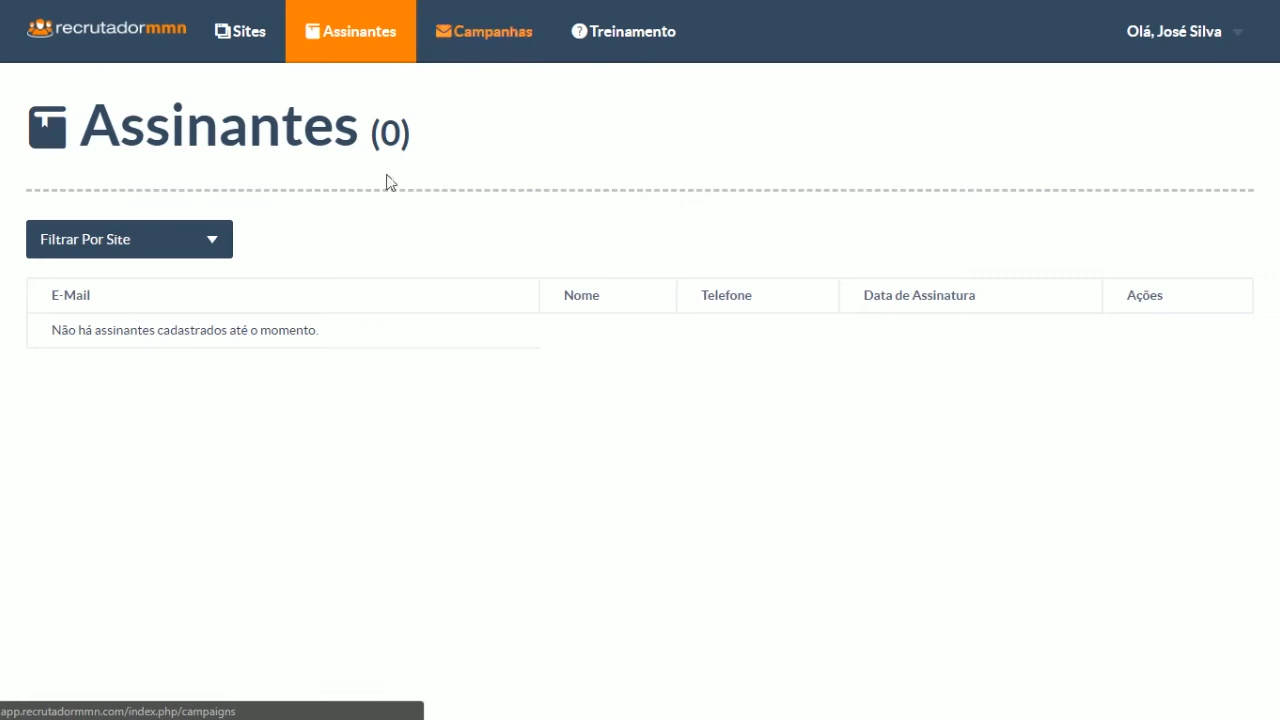 recrutadormmn
Sites
Assinantes
Campanhas
? Treinamento
Olá, José Silva
Assinantes (0)
Filtrar Por Site
E-Mail
Nome
Telefone
Data de Assinatura
Ações
Não há assinantes cadastrados até o momento.
app.recrutadormmn.com/index.php/campaigns